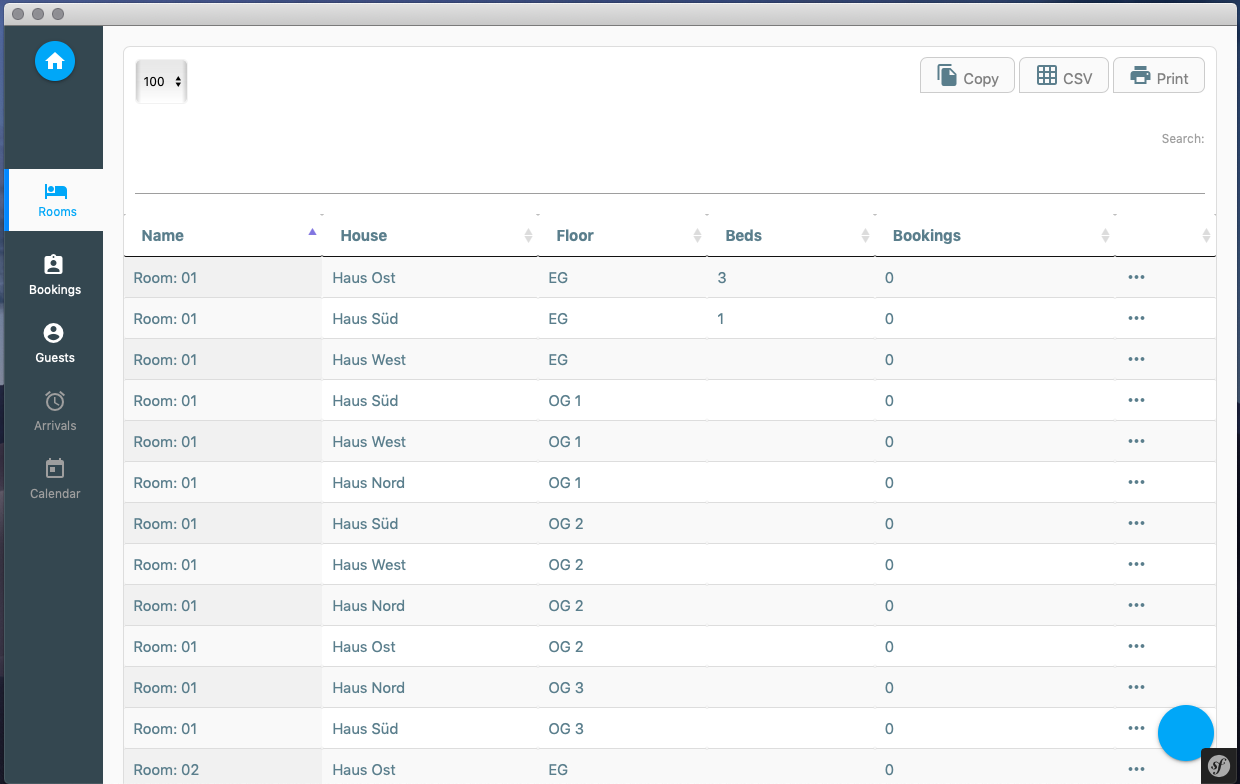 100 Copy CSV Print
Search:
Rooms
Bookings
Guests
Arrivals
Calendar
Name House Floor Beds Bookings
Room: 01 Haus Ost EG 3 0 •••
Room: 01 Haus Süd EG 1 0 •••
Room: 01 Haus West EG 0 •••
Room: 01 Haus Süd OG 1 0 •••
Room: 01 Haus West OG 1 0 •••
Room: 01 Haus Nord OG 1 0 •••
Room: 01 Haus Süd OG 2 0 •••
Room: 01 Haus West OG 2 0 •••
Room: 01 Haus Nord OG 2 0 •••
Room: 01 Haus Ost OG 2 0 •••
Room: 01 Haus Nord OG 3 0 •••
Room: 01 Haus Süd OG 3 0 •••
Room: 02 Haus Ost EG 0 •••
sf